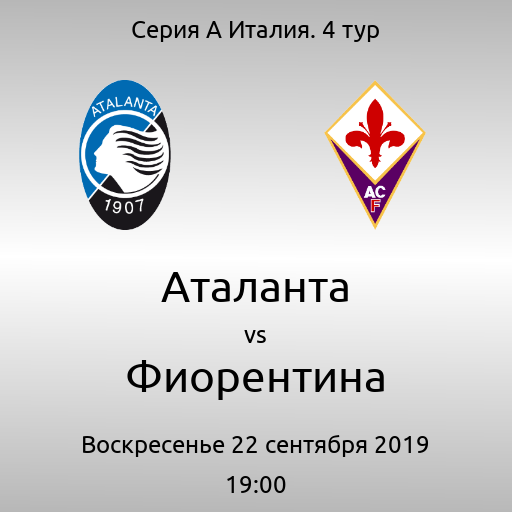 Серия А Италия. 4 тур
ATALANTA
1907
AC
F
Аталанта
vs
Фиорентина
Воскресенье 22 сентября 2019
19:00